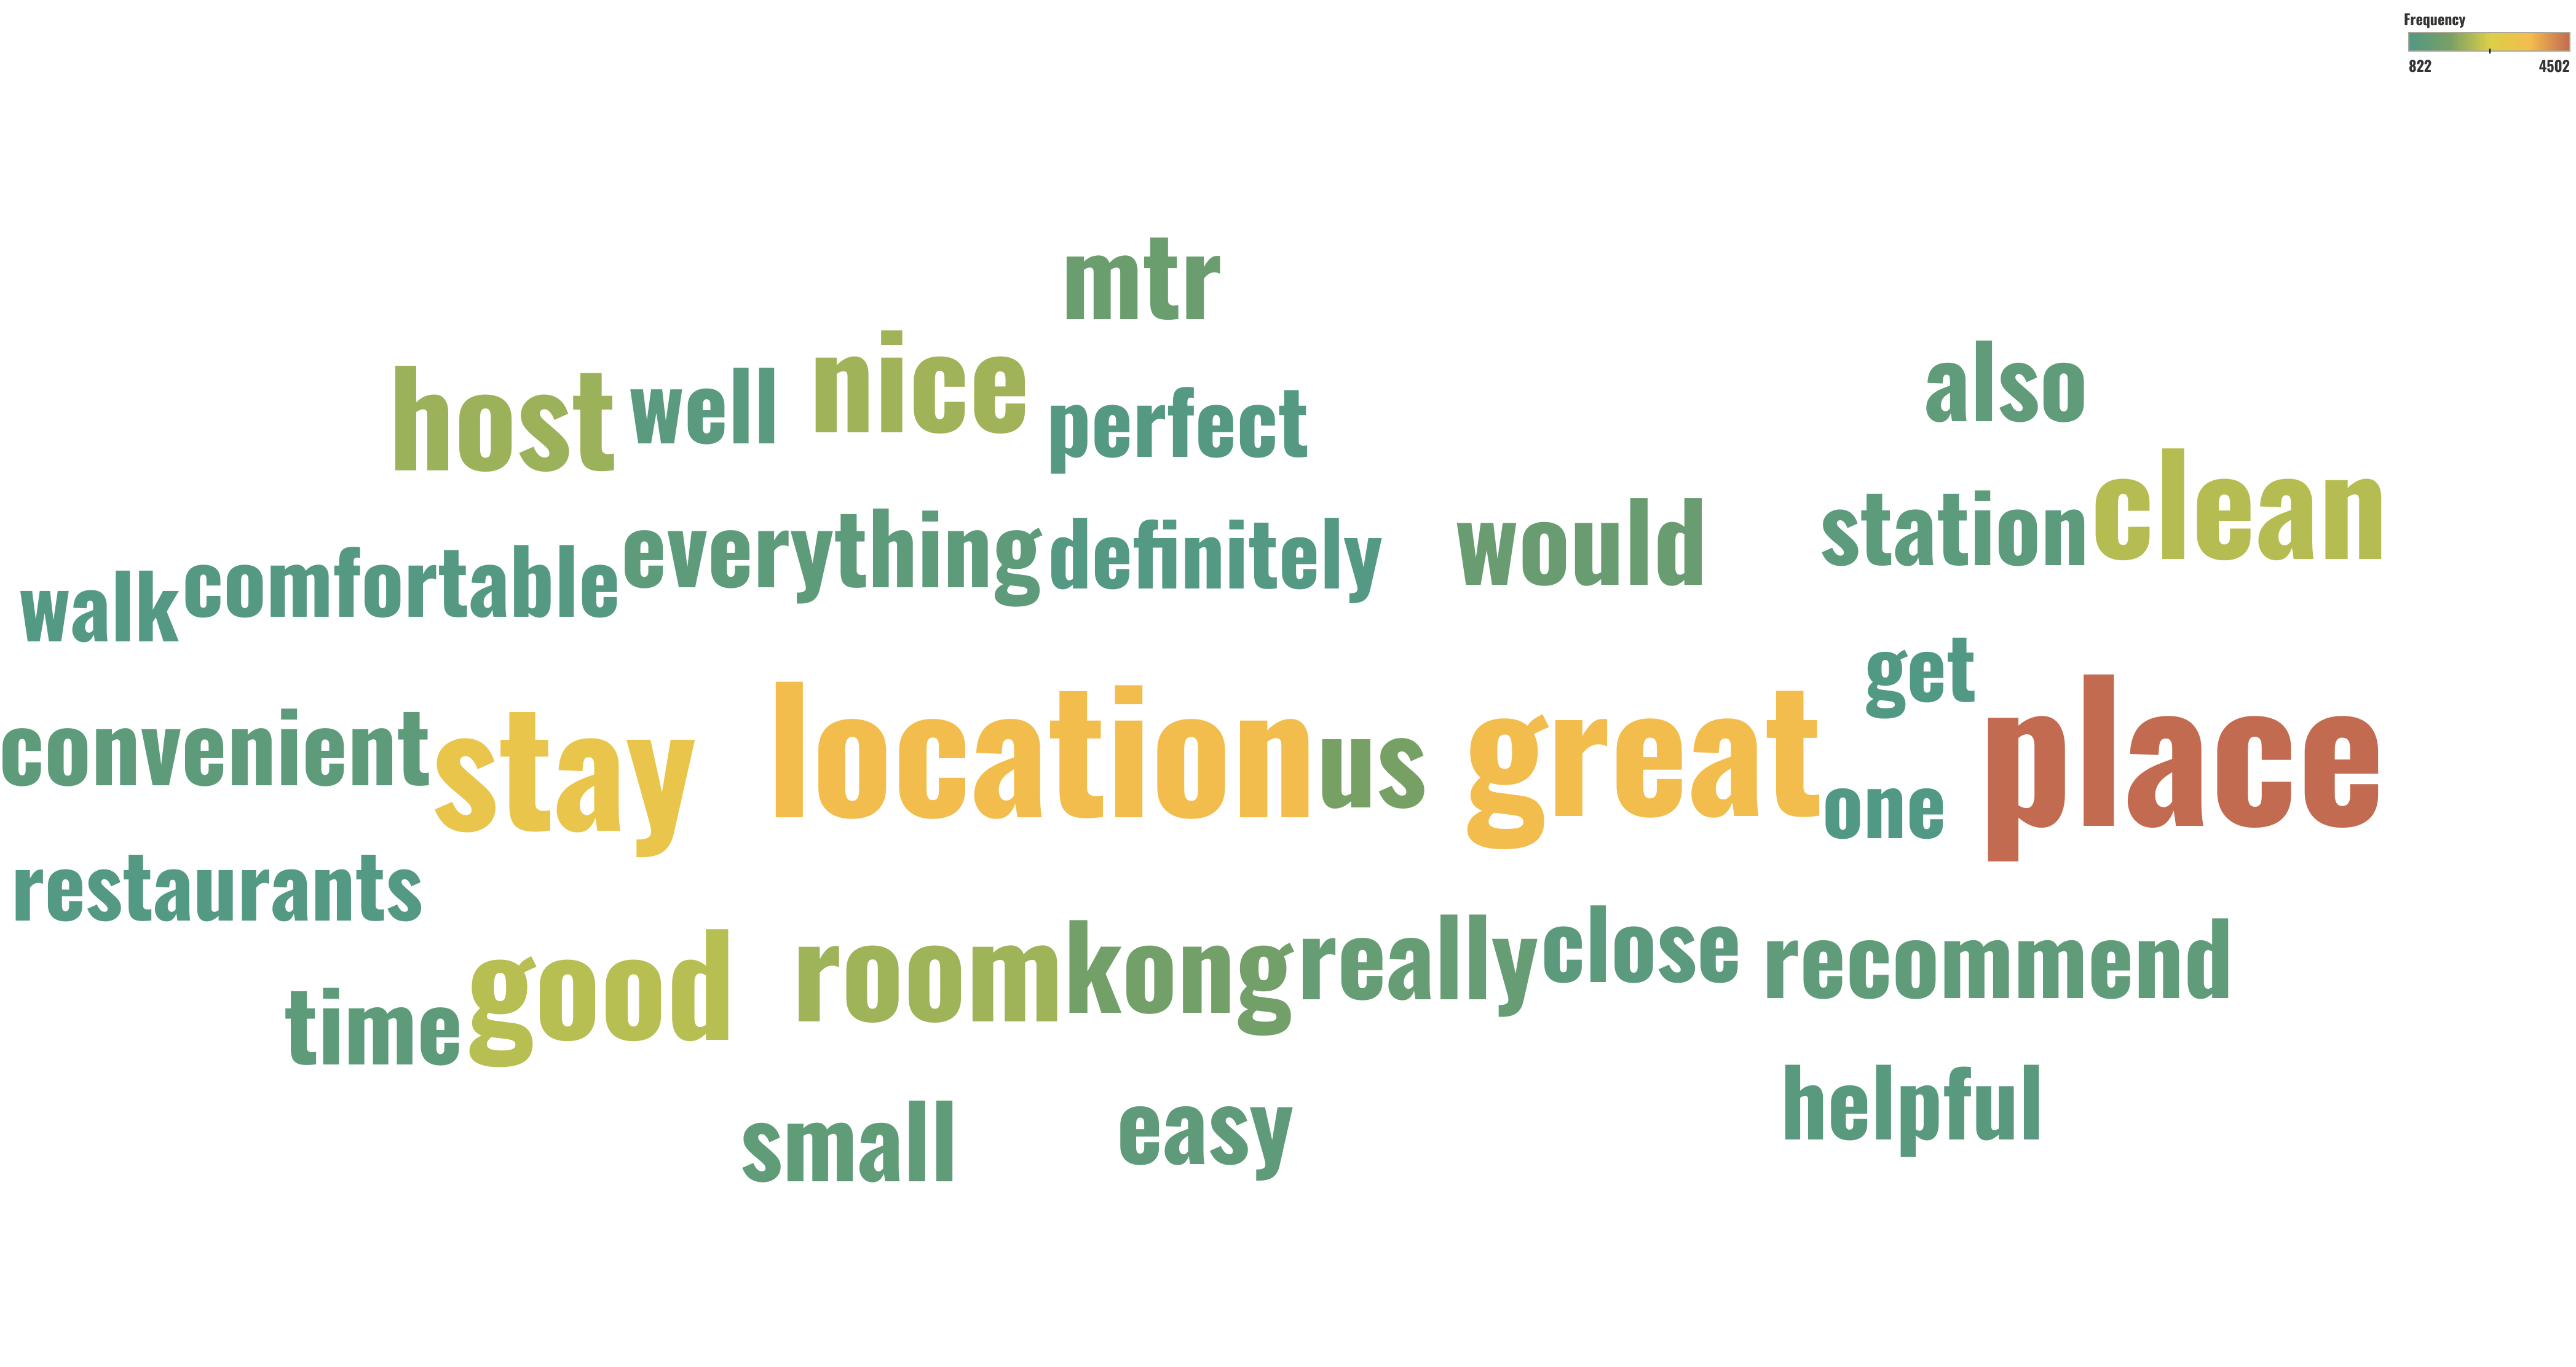 Frequency
822 4502
mtr
host well nice perfect also
walk comfortable everything definitely would station clean
get
convenient stay location us great one place
restaurants
time good room kong really close recommend
small easy helpful